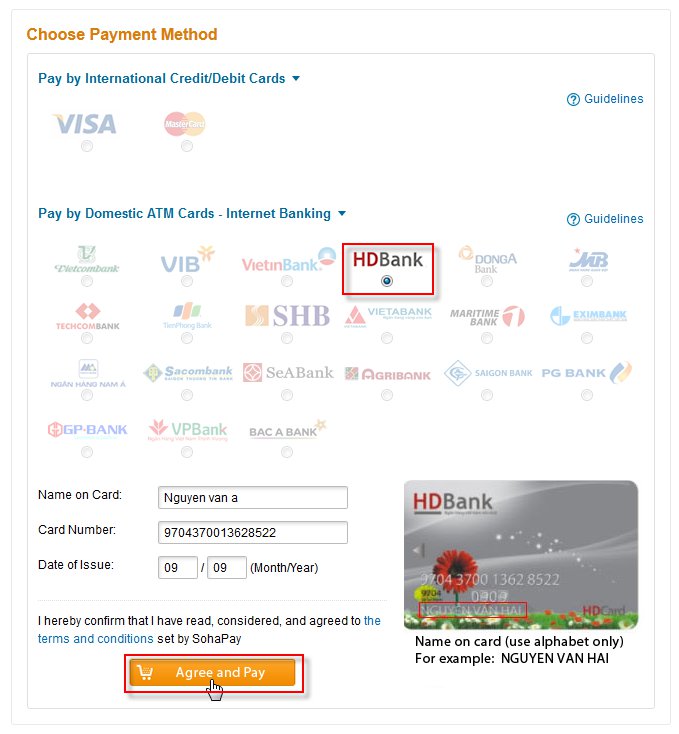 Choose Payment Method
Pay by International Credit/Debit Cards
Guidelines
VISA MasterCard
Pay by Domestic ATM Cards - Internet Banking
Guidelines
Vietcombank VIB VietinBank HDBank DONGA Bank MB
TECHCOMBANK TienPhong Bank SHB VIETABANK MARITIME BANK EXIMBANK
NGÂN HÀNG NAM Á Sacombank SeABank AGRIBANK SAIGON BANK PG BANK
GP.BANK VPBank BAC A BANK
Name on Card: Nguyen van a
Card Number: 9704370013628522
Date of Issue: 09 / 09 (Month/Year)
I hereby confirm that I have read, considered, and agreed to the
terms and conditions set by SohaPay
Agree and Pay
HDBank
9704 3700 1362 8522
9704
NGUYEN VAN HAI
HDCard
Name on card (use alphabet only)
For example: NGUYEN VAN HAI